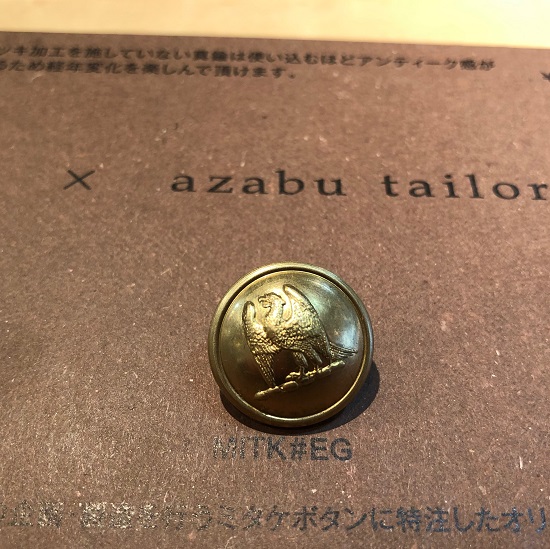 ッキ加工を施していない真鍮は使い込むほどアンティーク感が
るため経年変化を楽しんで頂けます。
× azabu tailor
MITK#EG
うミタケボタンに特注したオリ